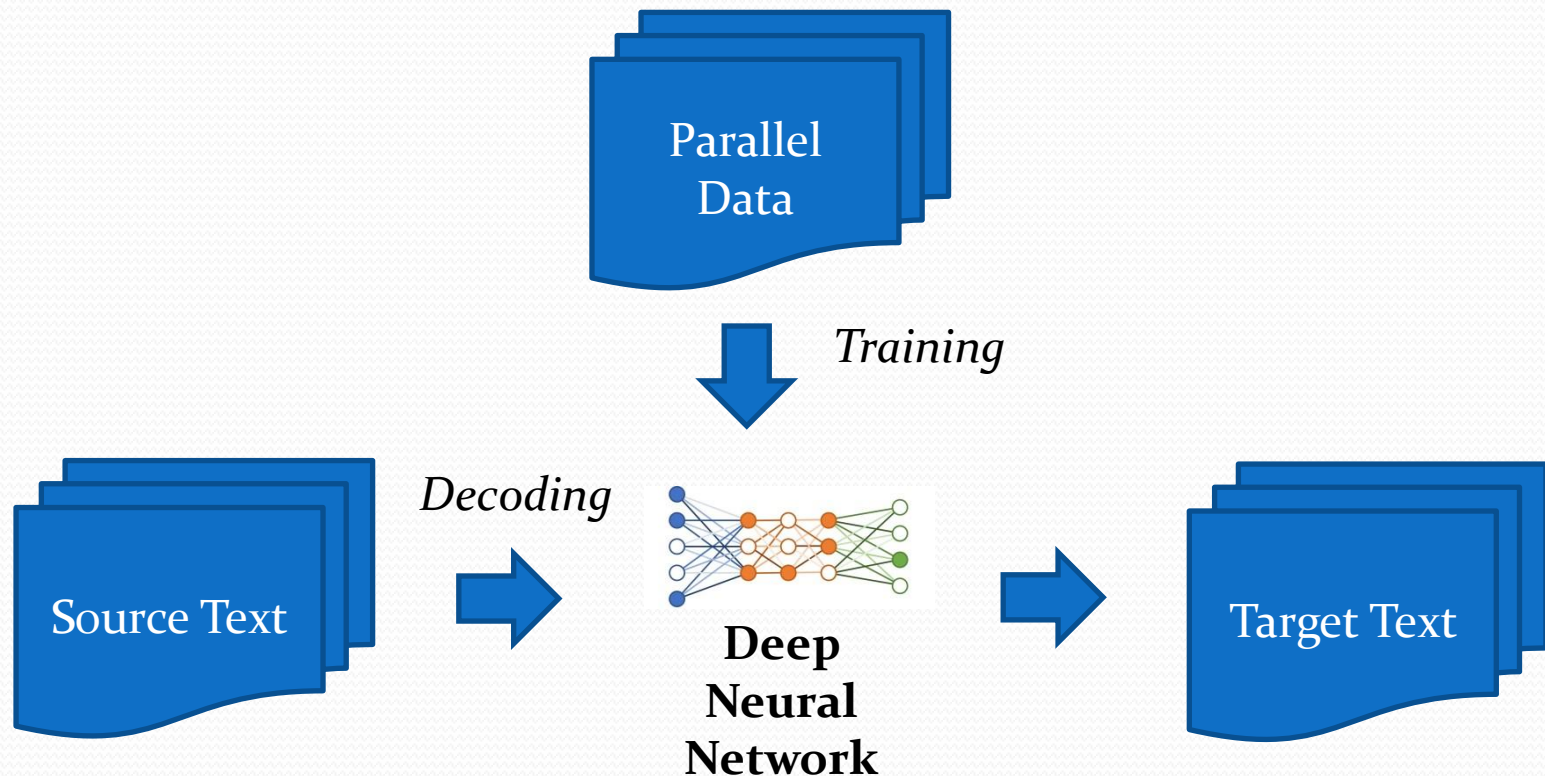 Parallel
Data
Training
Decoding
Source Text
Deep
Neural
Network
Target Text